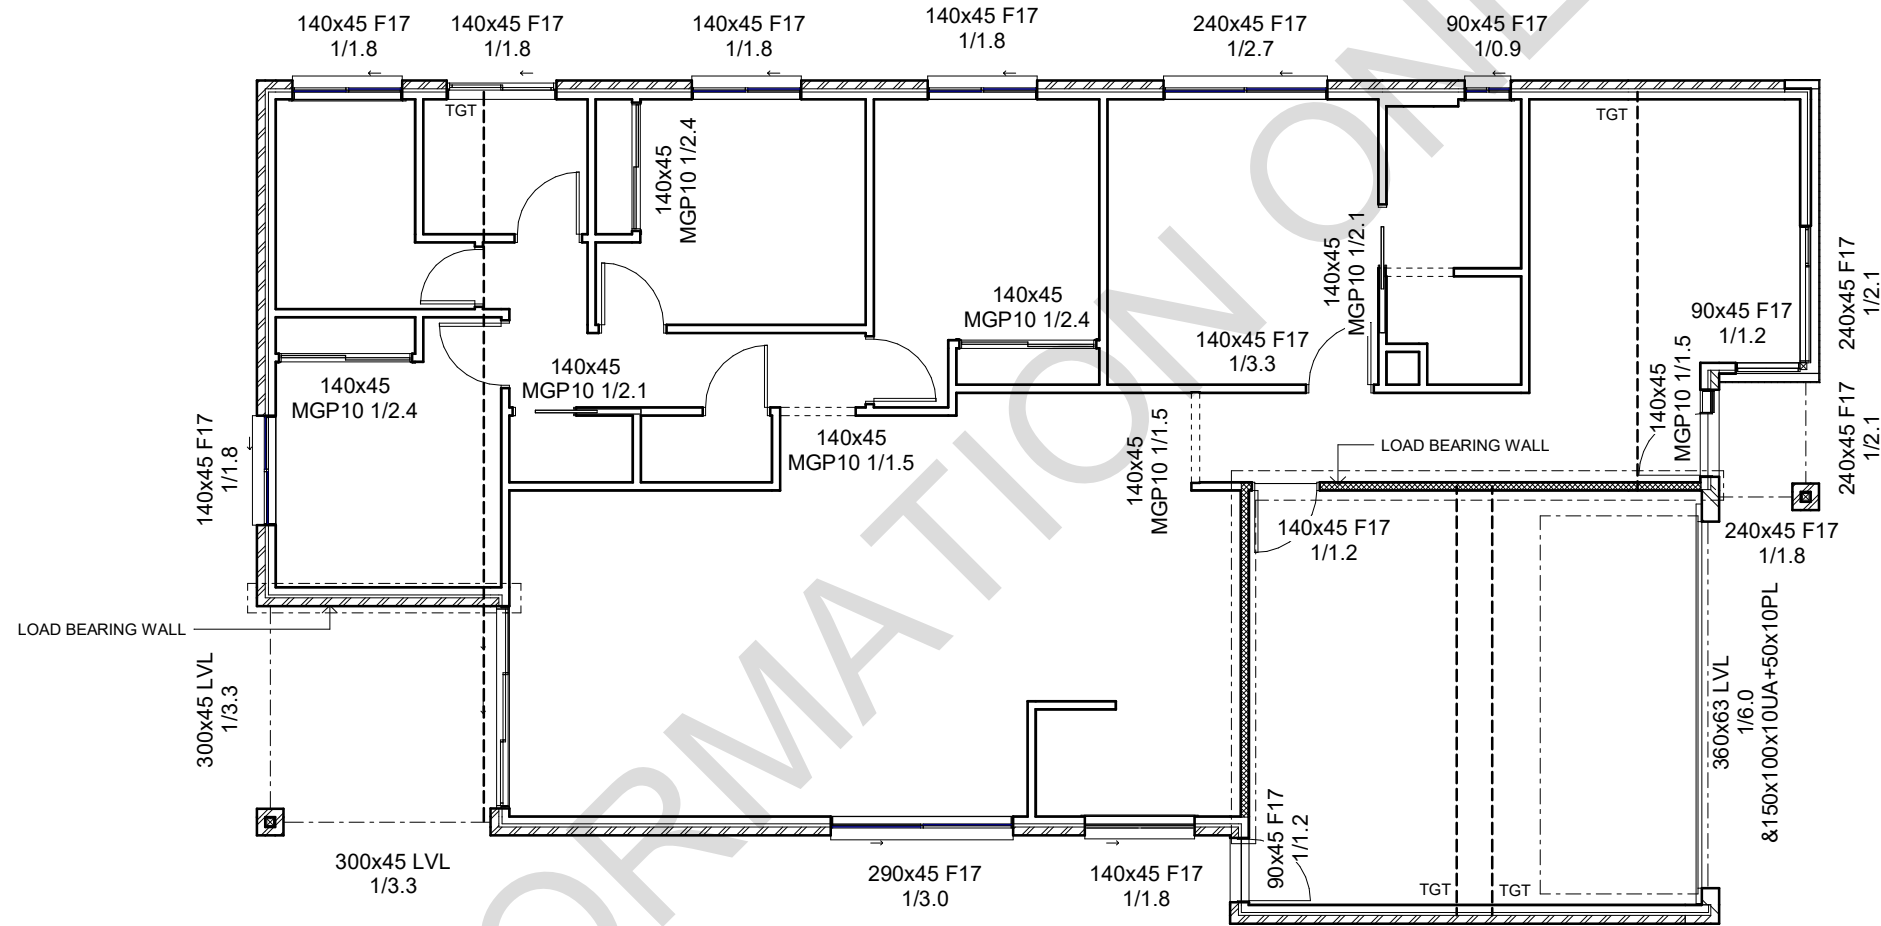 140x45 F17
1/1.8
140x45 F17
1/1.8
140x45 F17
1/1.8
140x45 F17
1/1.8
240x45 F17
1/2.7
90x45 F17
1/0.9
TGT
TGT
140x45
MGP10 1/2.4
140x45
MGP10 1/2.1
140x45
MGP10 1/2.4
140x45 F17
1/3.3
90x45 F17
1/1.2
240x45 F17
1/2.1
140x45
MGP10 1/2.4
140x45
MGP10 1/2.1
140x45
MGP10 1/1.5
140x45
MGP10 1/1.5
140x45
MGP10 1/1.5
240x45 F17
1/2.1
140x45 F17
1/1.8
LOAD BEARING WALL
140x45 F17
1/1.2
240x45 F17
1/1.8
LOAD BEARING WALL
300x45 LVL
1/3.3
360x63 LVL
1/6.0
&150x100x10UA+50x10PL
300x45 LVL
1/3.3
290x45 F17
1/3.0
140x45 F17
1/1.8
90x45 F17
1/1.2
TGT
TGT